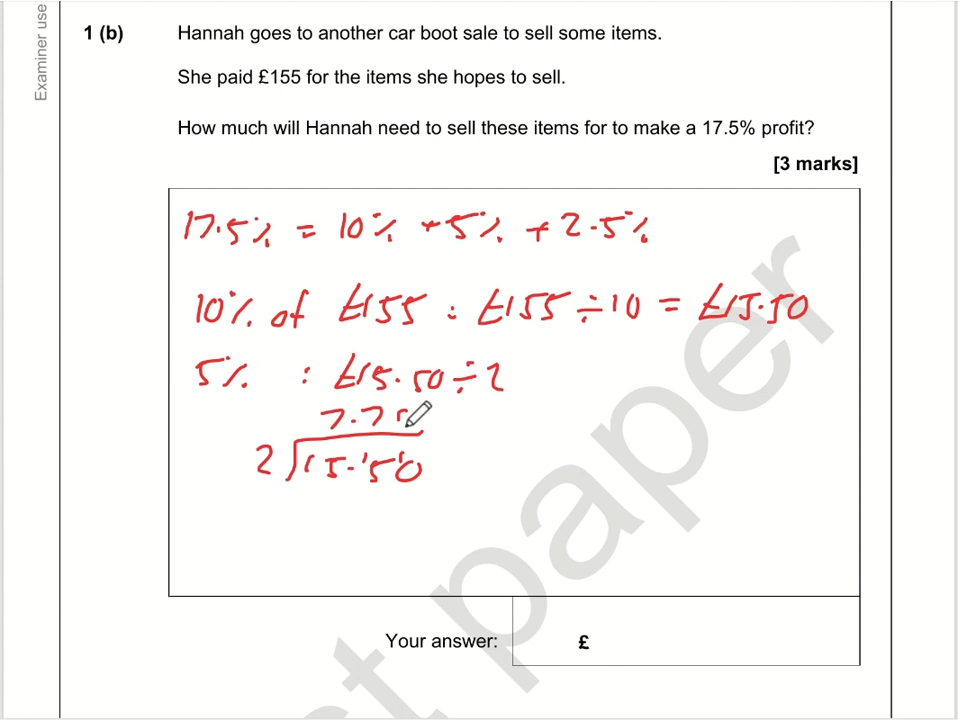 Examiner use
1 (b) Hannah goes to another car boot sale to sell some items.
She paid £155 for the items she hopes to sell.
How much will Hannah need to sell these items for to make a 17.5% profit?
[3 marks]
17.5% = 10% + 5% + 2.5%
10% of £155 : £155 ÷ 10 = £15.50
5% : £15.50 ÷ 2
7.75
2 15.50
Your answer: £
paper